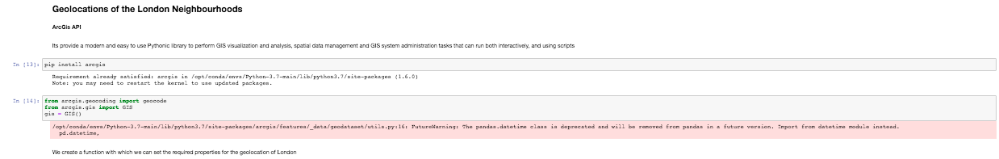 Geolocations of the London Neighbourhoods
ArcGis API
Its provide a modern and easy to use Pythonic library to perform GIS visualization and analysis, spatial data management and GIS system administration tasks that can run both interactively, and using scripts
In [13]: pip install arcgis
Requirement already satisfied: arcgis in /opt/conda/envs/Python-3.7-main/lib/python3.7/site-packages (1.6.0)
Note: you may need to restart the kernel to use updated packages.
In [14]: from arcgis.geocoding import geocode
from arcgis.gis import GIS
gis = GIS()
/opt/conda/envs/Python-3.7-main/lib/python3.7/site-packages/arcgis/features/_data/geodataset/utils.py:16: FutureWarning: The pandas.datetime class is deprecated and will be removed from pandas in a future version. Import from datetime module instead.
pd.datetime,
We create a function with which we can set the required properties for the geolocation of London